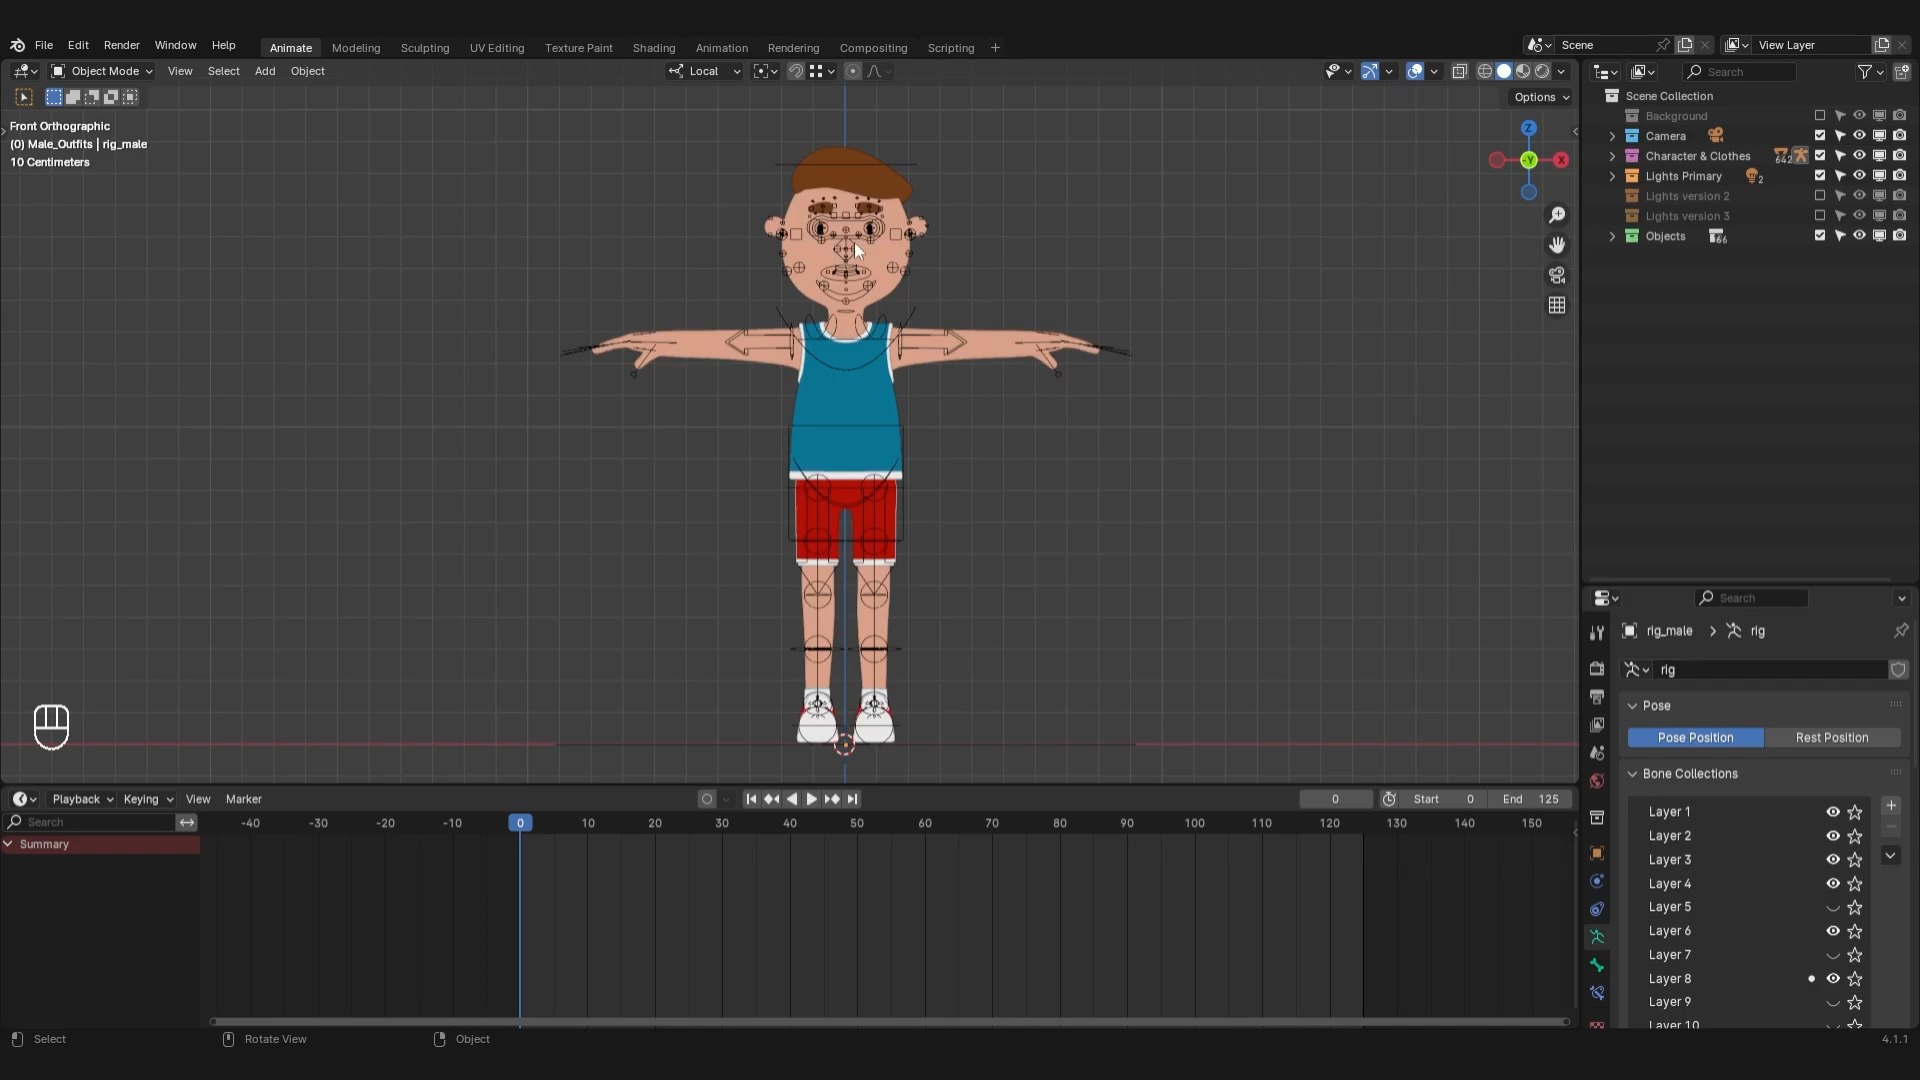 File Edit Render Window Help Animate Modeling Sculpting UV Editing Texture Paint Shading Animation Rendering Compositing Scripting + Scene View Layer
Object Mode View Select Add Object Local Search
Options
Front Orthographic
(0) Male_Outfits | rig_male
10 Centimeters
Z
-Y
X
Scene Collection
Background
Camera
Character & Clothes 642
Lights Primary 2
Lights version 2
Lights version 3
Objects 66
Search
rig_male > rig
rig
Pose
Pose Position Rest Position
Bone Collections
Layer 1
Layer 2
Layer 3
Layer 4
Layer 5
Layer 6
Layer 7
Layer 8
Layer 9
Layer 10
Playback Keying View Marker 0 Start 0 End 125
Search -40 -30 -20 -10 0 10 20 30 40 50 60 70 80 90 100 110 120 130 140 150
Summary
Select Rotate View Object 4.1.1